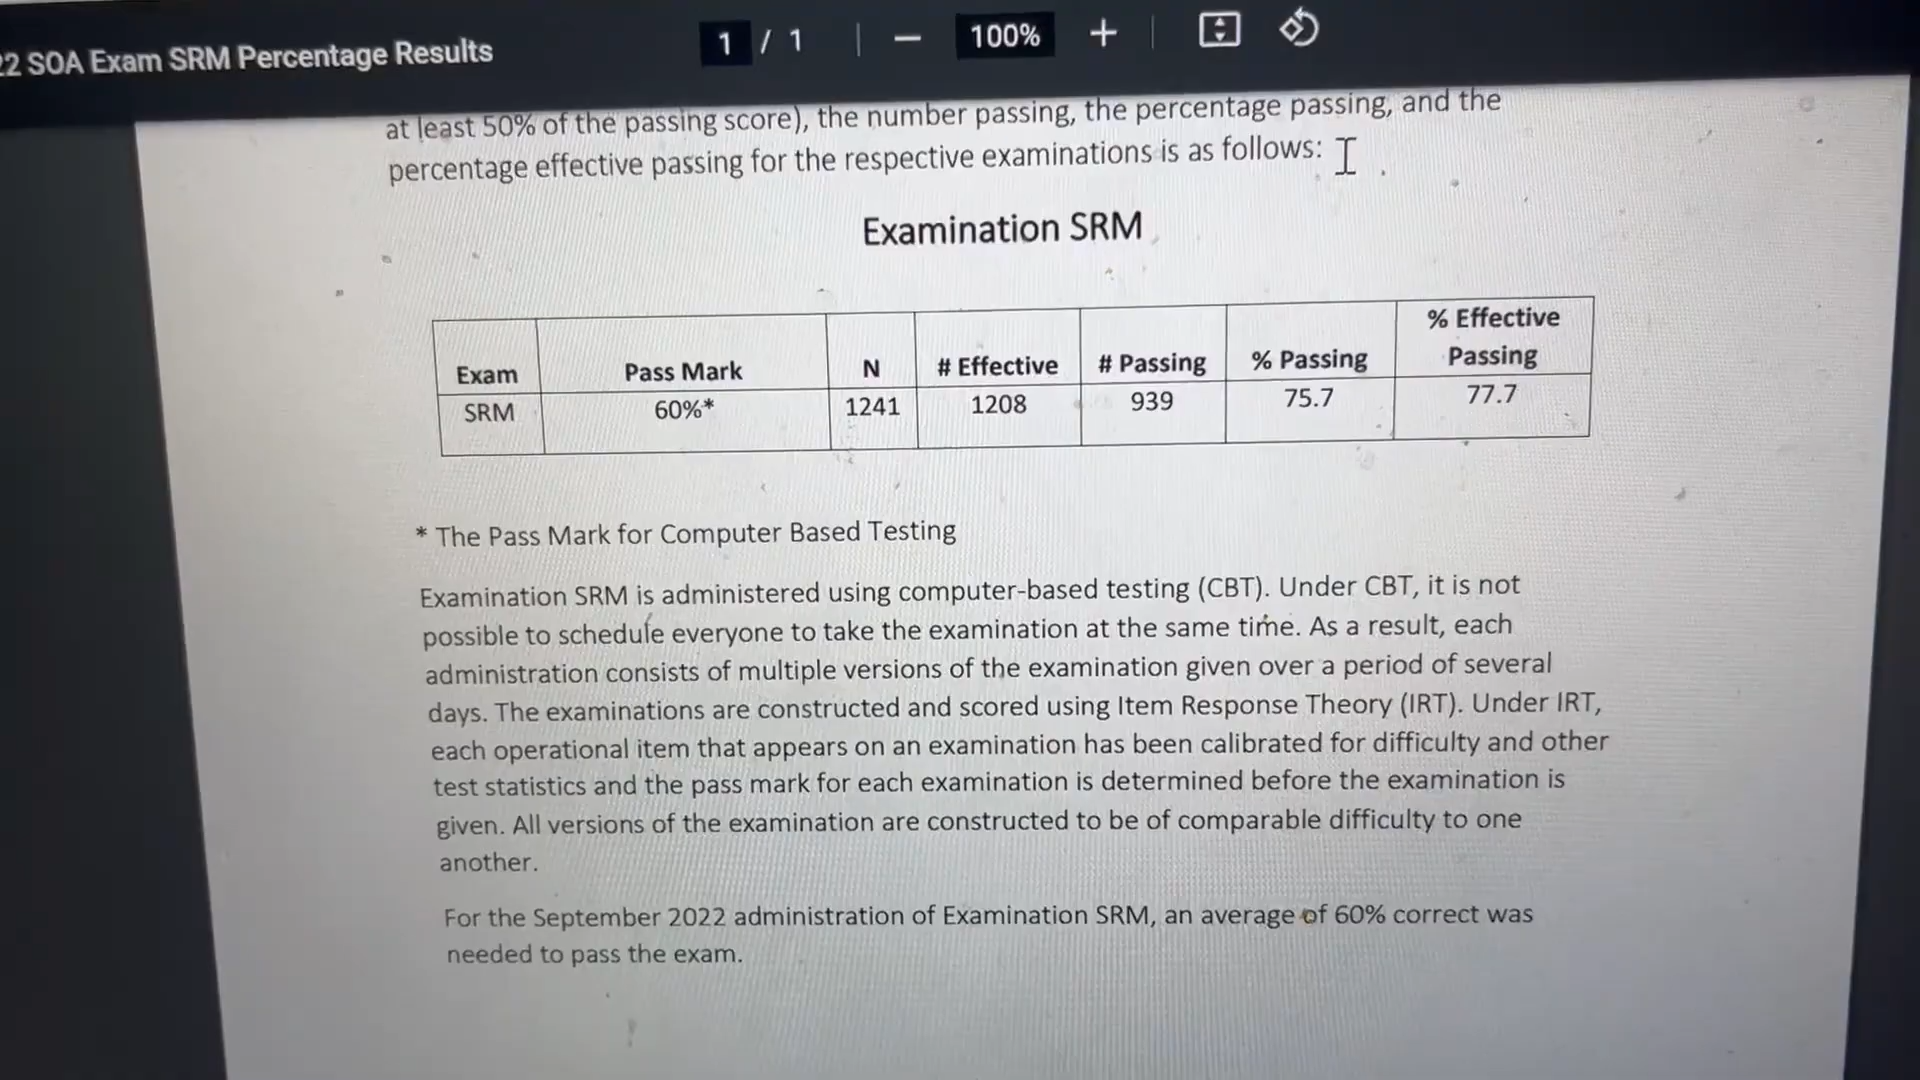 22 SOA Exam SRM Percentage Results
1 / 1
100%
at least 50% of the passing score), the number passing, the percentage passing, and the
percentage effective passing for the respective examinations is as follows:
Examination SRM
Exam Pass Mark N # Effective # Passing % Passing % Effective Passing
SRM 60%* 1241 1208 939 75.7 77.7
* The Pass Mark for Computer Based Testing
Examination SRM is administered using computer-based testing (CBT). Under CBT, it is not
possible to schedule everyone to take the examination at the same time. As a result, each
administration consists of multiple versions of the examination given over a period of several
days. The examinations are constructed and scored using Item Response Theory (IRT). Under IRT,
each operational item that appears on an examination has been calibrated for difficulty and other
test statistics and the pass mark for each examination is determined before the examination is
given. All versions of the examination are constructed to be of comparable difficulty to one
another.
For the September 2022 administration of Examination SRM, an average of 60% correct was
needed to pass the exam.